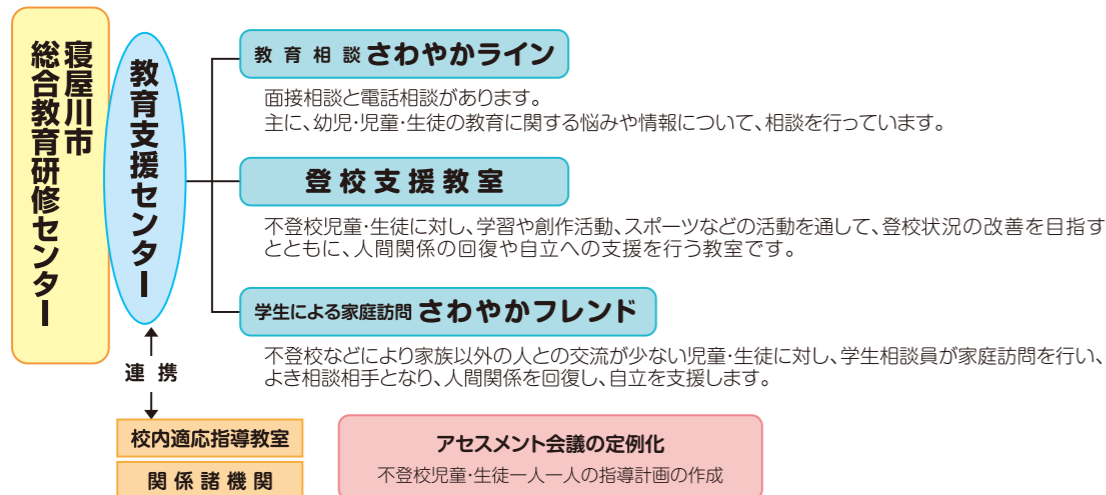 寝屋川市
総合教育研修センター
教育支援センター
教育相談 さわやかライン
面接相談と電話相談があります。
主に、幼児・児童・生徒の教育に関する悩みや情報について、相談を行っています。
登校支援教室
不登校児童・生徒に対し、学習や創作活動、スポーツなどの活動を通して、登校状況の改善を目指す
とともに、人間関係の回復や自立への支援を行う教室です。
学生による家庭訪問 さわやかフレンド
不登校などにより家族以外の人との交流が少ない児童・生徒に対し、学生相談員が家庭訪問を行い、
よき相談相手となり、人間関係を回復し、自立を支援します。
連携
校内適応指導教室
関係諸機関
アセスメント会議の定例化
不登校児童・生徒一人一人の指導計画の作成